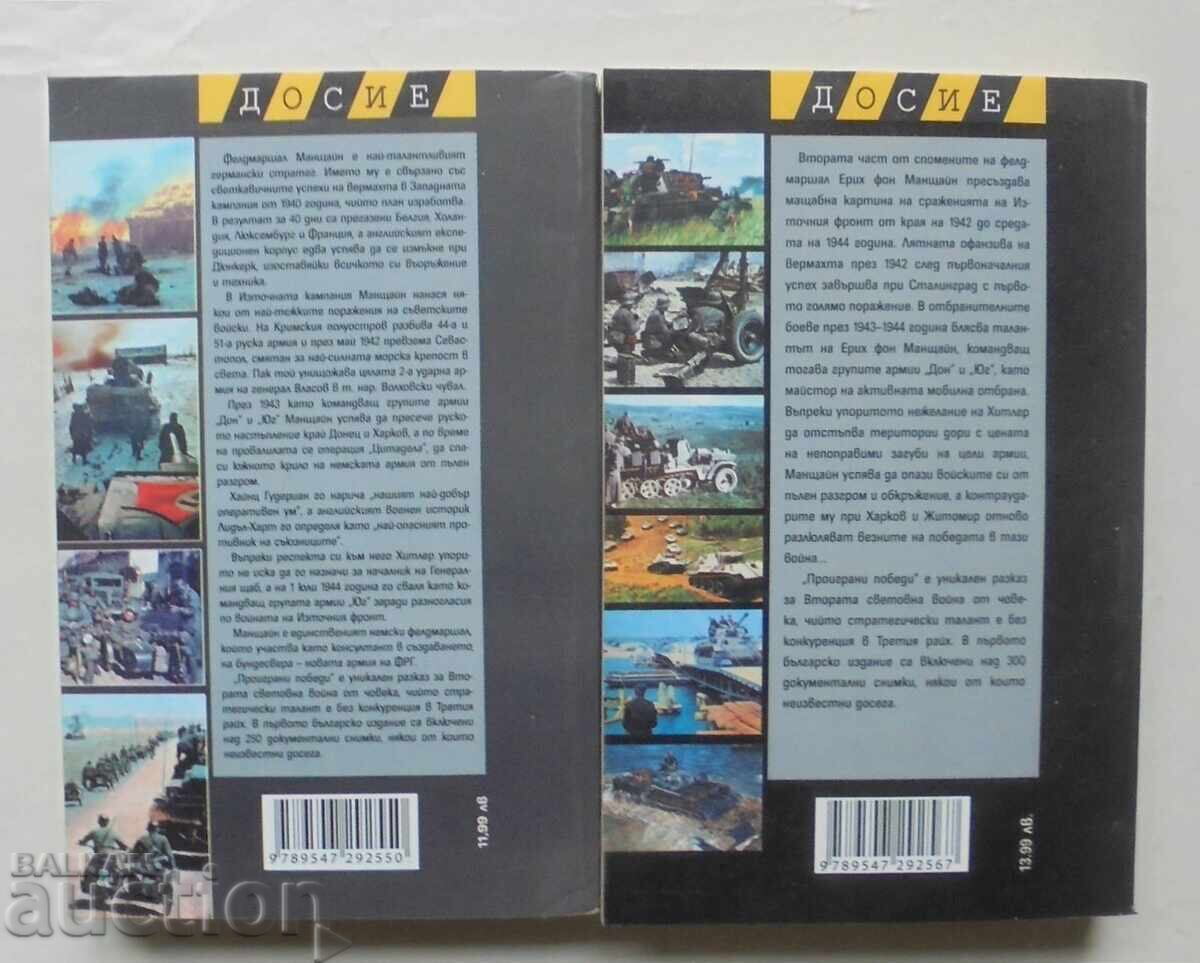 ДОСИЕ
Фелдмаршал Манщайн е най-талантливият
германски стратег. Името му е свързано със
светкавичните успехи на вермахта в Западната
кампания от 1940 година, чийто план изработва.
В резултат за 40 дни са прегазени Белгия, Холан-
дия, Люксембург и Франция, а английският експе-
диционен корпус едва успява да се измъкне при
Дюнкерк, изоставяйки всичкото си въоръжение
и техника.
В Източната кампания Манщайн нанася ня-
кои от най-тежките поражения на съветските
войски. На Кримския полуостров разбива 44-а и
51-а руска армия и през май 1942 превзема Севас-
топол, смятан за най-силната морска крепост в
света. Пак той унищожава цялата 2-а ударна ар-
мия на генерал Власов в т. нар. Волховски чувал.
През 1943 като командващ групите армии
„Дон" и „Юг" Манщайн успява да пресече руско-
то настъпление край Донец и Харков, а по време
на провалилата се операция „Цитадела", да спа-
си южното крило на немската армия от пълен
разгром.
Хайнц Гудериан го нарича „нашият най-добър
оперативен ум", а английският военен историк
Лидъл-Харт го определя като „най-опасният про-
тивник на съюзниците".
Въпреки респекта си към него Хитлер упори-
то не иска да го назначи за началник на Генерал-
ния щаб, а на 1 юли 1944 година го сваля като ко-
мандващ групата армии „Юг" заради разногласия
по войната на Източния фронт.
Манщайн е единственият немски фелдмаршал,
който участва като консултант в създаването
на бундесвера – новата армия на ФРГ.
„Проиграни победи" е уникален разказ за Вто-
рата световна война от човека, чийто стра-
тегически талант е без конкуренция в Третия
райх. В първото българско издание са включени
над 250 документални снимки, някои от които
неизвестни досега.
9789547292550
11,99 лв
ДОСИЕ
Втората част от спомените на фелд-
маршал Ерих фон Манщайн пресъздава
мащабна картина на сраженията на Из-
точния фронт от края на 1942 до среда-
та на 1944 година. Лятната офанзива на
вермахта през 1942 след първоначалния
успех завършва при Сталинград с първо-
то голямо поражение. В отбранителните
боеве през 1943–1944 година блясва тала-
нтът на Ерих фон Манщайн, командващ
тогава групите армии „Дон" и „Юг", като
майстор на активната мобилна отбрана.
Въпреки упоритото нежелание на Хитлер
да отстъпва територии дори с цената
на непоправими загуби на цели армии,
Манщайн успява да опази войските си от
пълен разгром и обкръжение, а контрауда-
рите му при Харков и Житомир отново
разлюляват везните на победата в тази
война...
„Проиграни победи" е уникален разказ
за Втората световна война от чове-
ка, чийто стратегически талант е без
конкуренция в Третия райх. В първото
българско издание са включени над 300
документални снимки, някои от които
неизвестни досега.
9789547292567
13.99 лв.
BALKAN
auction